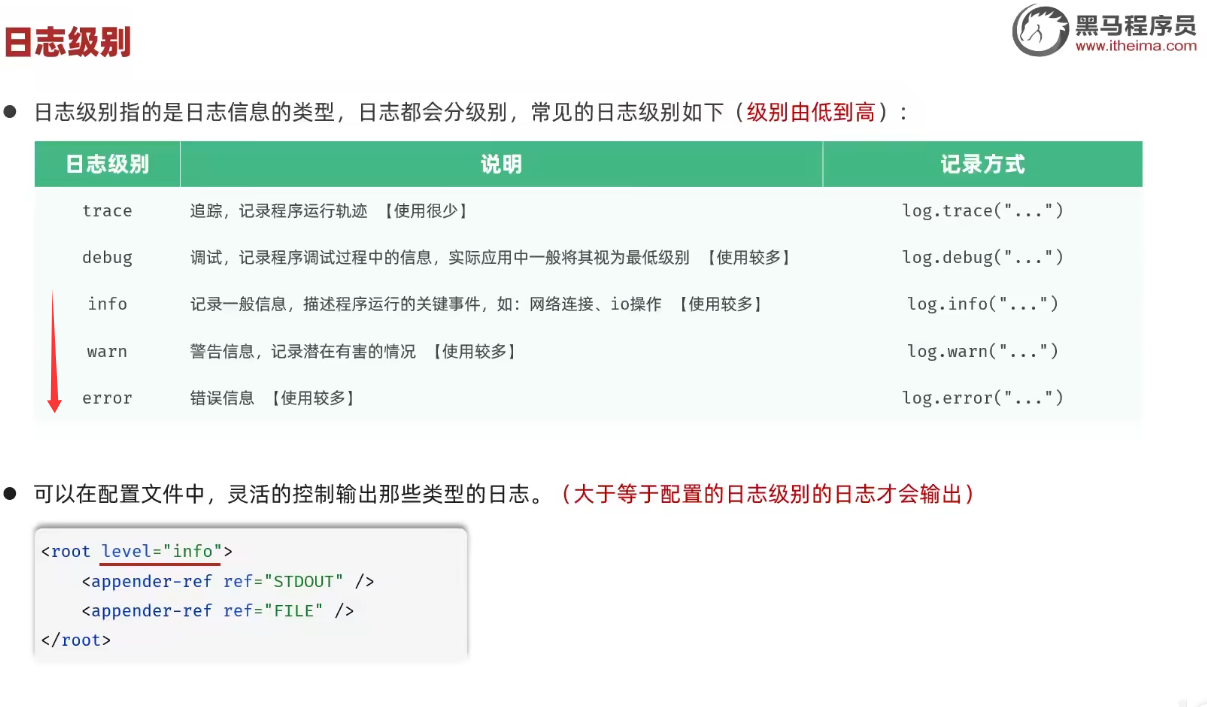 日志级别
黑马程序员
www.itheima.com
● 日志级别指的是日志信息的类型，日志都会分级别，常见的日志级别如下（级别由低到高）：
日志级别 说明 记录方式
trace 追踪，记录程序运行轨迹 【使用很少】 log.trace("...")
debug 调试，记录程序调试过程中的信息，实际应用中一般将其视为最低级别 【使用较多】 log.debug("...")
info 记录一般信息，描述程序运行的关键事件，如：网络连接、io操作 【使用较多】 log.info("...")
warn 警告信息，记录潜在有害的情况 【使用较多】 log.warn("...")
error 错误信息 【使用较多】 log.error("...")
● 可以在配置文件中，灵活的控制输出那些类型的日志。（大于等于配置的日志级别的日志才会输出）
<root level="info">
    <appender-ref ref="STDOUT" />
    <appender-ref ref="FILE" />
</root>